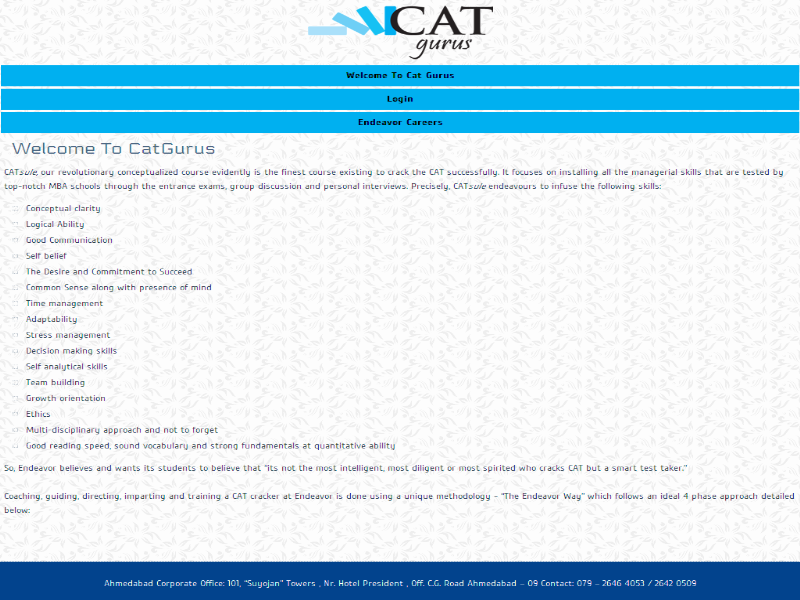 CAT
gurus
Welcome To Cat Gurus
Login
Endeavor Careers
Welcome To CatGurus
CATsule, our revolutionary conceptualized course evidently is the finest course existing to crack the CAT successfully. It focuses on installing all the managerial skills that are tested by
top-notch MBA schools through the entrance exams, group discussion and personal interviews. Precisely, CATsule endeavours to infuse the following skills:
Conceptual clarity
Logical Ability
Good Communication
Self belief
The Desire and Commitment to Succeed
Common Sense along with presence of mind
Time management
Adaptability
Stress management
Decision making skills
Self analytical skills
Team building
Growth orientation
Ethics
Multi-disciplinary approach and not to forget
Good reading speed, sound vocabulary and strong fundamentals at quantitative ability
So, Endeavor believes and wants its students to believe that "its not the most intelligent, most diligent or most spirited who cracks CAT but a smart test taker."
Coaching, guiding, directing, imparting and training a CAT cracker at Endeavor is done using a unique methodology – "The Endeavor Way" which follows an ideal 4 phase approach detailed
below:
Ahmedabad Corporate Office: 101, "Suyojan" Towers , Nr. Hotel President , Off. C.G. Road Ahmedabad – 09 Contact: 079 – 2646 4053 / 2642 0509